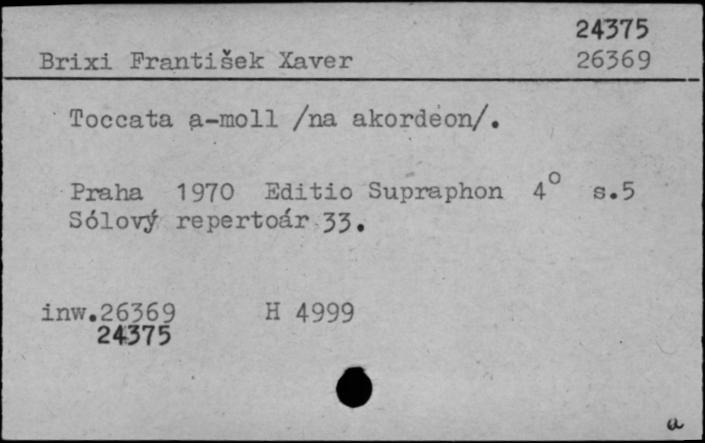 24375
Brixi František Xaver 26369
Toccata a-moll /na akordeon/.
Praha 1970 Editio Supraphon 4° s.5
Sólový repertoár 33.
inw.26369 H 4999
24375
a